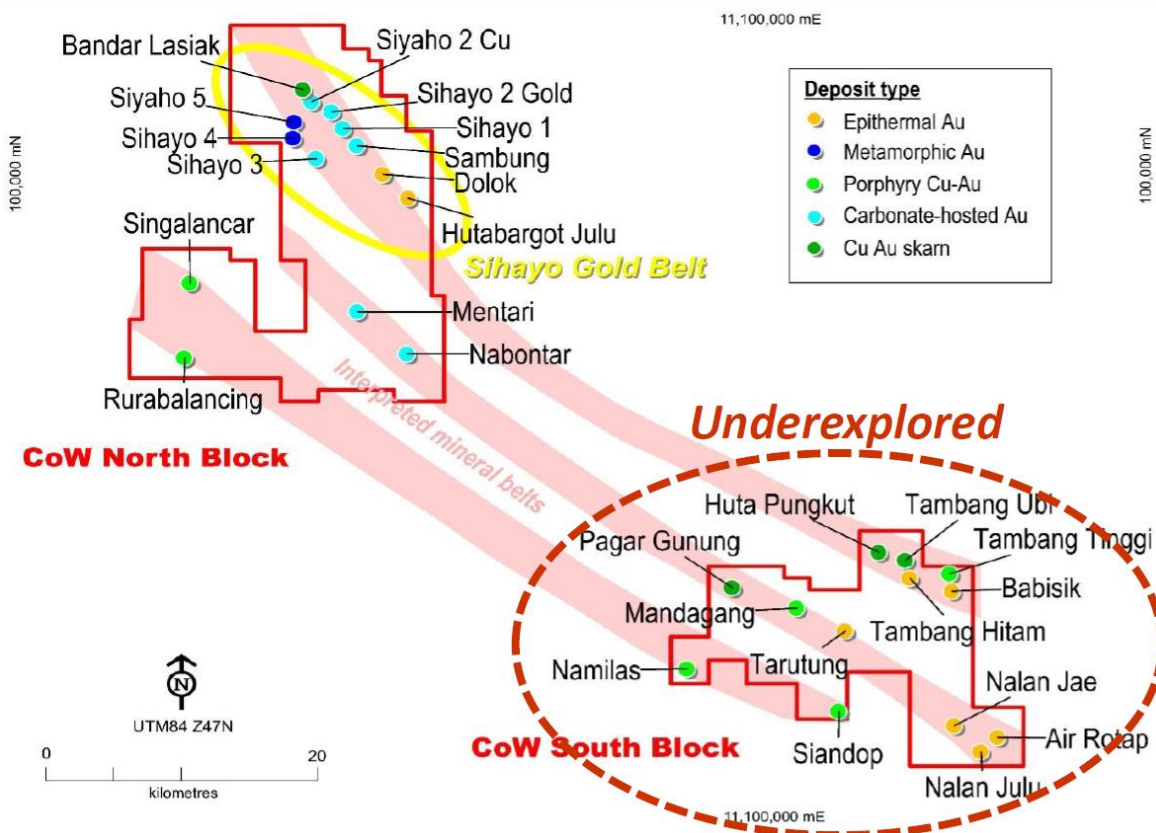 11,100,000 mE
100,000 mN
100,000 mN
Bandar Lasiak
Siyaho 2 Cu
Siyaho 5
Sihayo 2 Gold
Sihayo 4
Sihayo 1
Sihayo 3
Sambung
Dolok
Hutabargot Julu
Sihayo Gold Belt
Singalancar
Mentari
Nabontar
Rurabalancing
Interpreted mineral belts
CoW North Block
Deposit type
Epithermal Au
Metamorphic Au
Porphyry Cu-Au
Carbonate-hosted Au
Cu Au skarn
Underexplored
Huta Pungkut
Tambang Ubi
Tambang Tinggi
Pagar Gunung
Babisik
Mandagang
Tambang Hitam
Tarutung
Namilas
Nalan Jae
Air Rotap
Siandop
Nalan Julu
CoW South Block
N
UTM84 Z47N
0
20
kilometres
11,100,000 mE